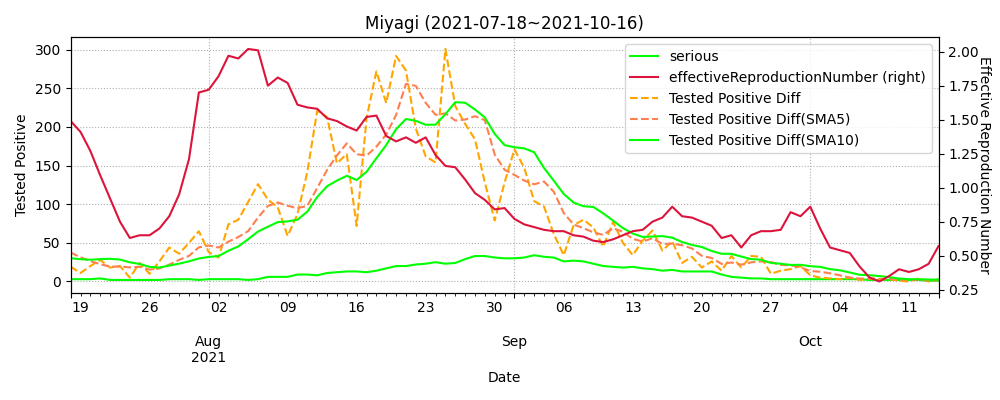 Miyagi (2021-07-18~2021-10-16)
Tested Positive
300
250
200
150
100
50
0
serious
effectiveReproductionNumber (right)
Tested Positive Diff
Tested Positive Diff(SMA5)
Tested Positive Diff(SMA10)
2.00
1.75
1.50
1.25
1.00
0.75
0.50
0.25
Effective Reproduction Number
19 26 02 09 16 23 30 06 13 20 27 04 11
Aug Sep Oct
2021
Date